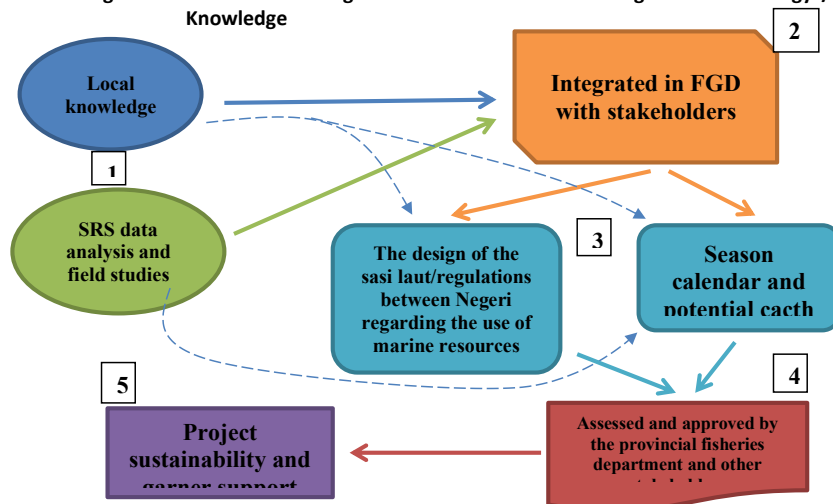 Knowledge
2
Local
knowledge
Integrated in FGD
with stakeholders
1
SRS data
analysis and
field studies
3
The design of the
sasi laut/regulations
between Negeri
regarding the use of
marine resources
Season
calendar and
potential cacth
4
5
Project
sustainability and
garner support
Assessed and approved by
the provincial fisheries
department and other